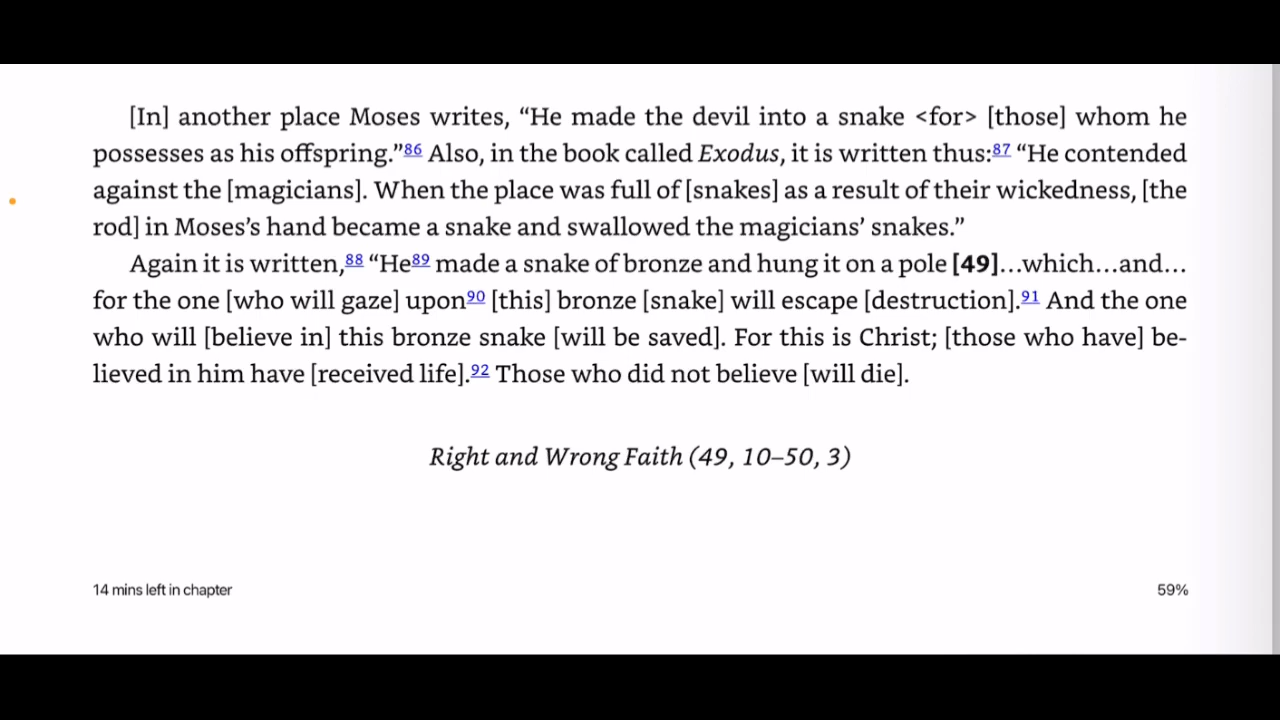 [In] another place Moses writes, “He made the devil into a snake <for> [those] whom he
possesses as his offspring.”86 Also, in the book called Exodus, it is written thus:87 “He contended
against the [magicians]. When the place was full of [snakes] as a result of their wickedness, [the
rod] in Moses’s hand became a snake and swallowed the magicians’ snakes.”
Again it is written,88 “He89 made a snake of bronze and hung it on a pole [49]…which…and…
for the one [who will gaze] upon90 [this] bronze [snake] will escape [destruction].91 And the one
who will [believe in] this bronze snake [will be saved]. For this is Christ; [those who have] be-
lieved in him have [received life].92 Those who did not believe [will die].
Right and Wrong Faith (49, 10–50, 3)
14 mins left in chapter
59%